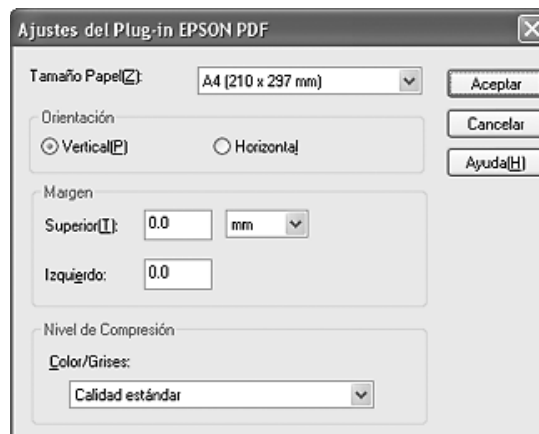 Ajustes del Plug-in EPSON PDF
Tamaño Papel(Z):
A4 (210 x 297 mm)
Aceptar
Orientación
Cancelar
Vertical(P)
Horizontal
Ayuda(H)
Margen
Superior(T):
0.0
mm
Izquierdo:
0.0
Nivel de Compresión
Color/Grises:
Calidad estándar